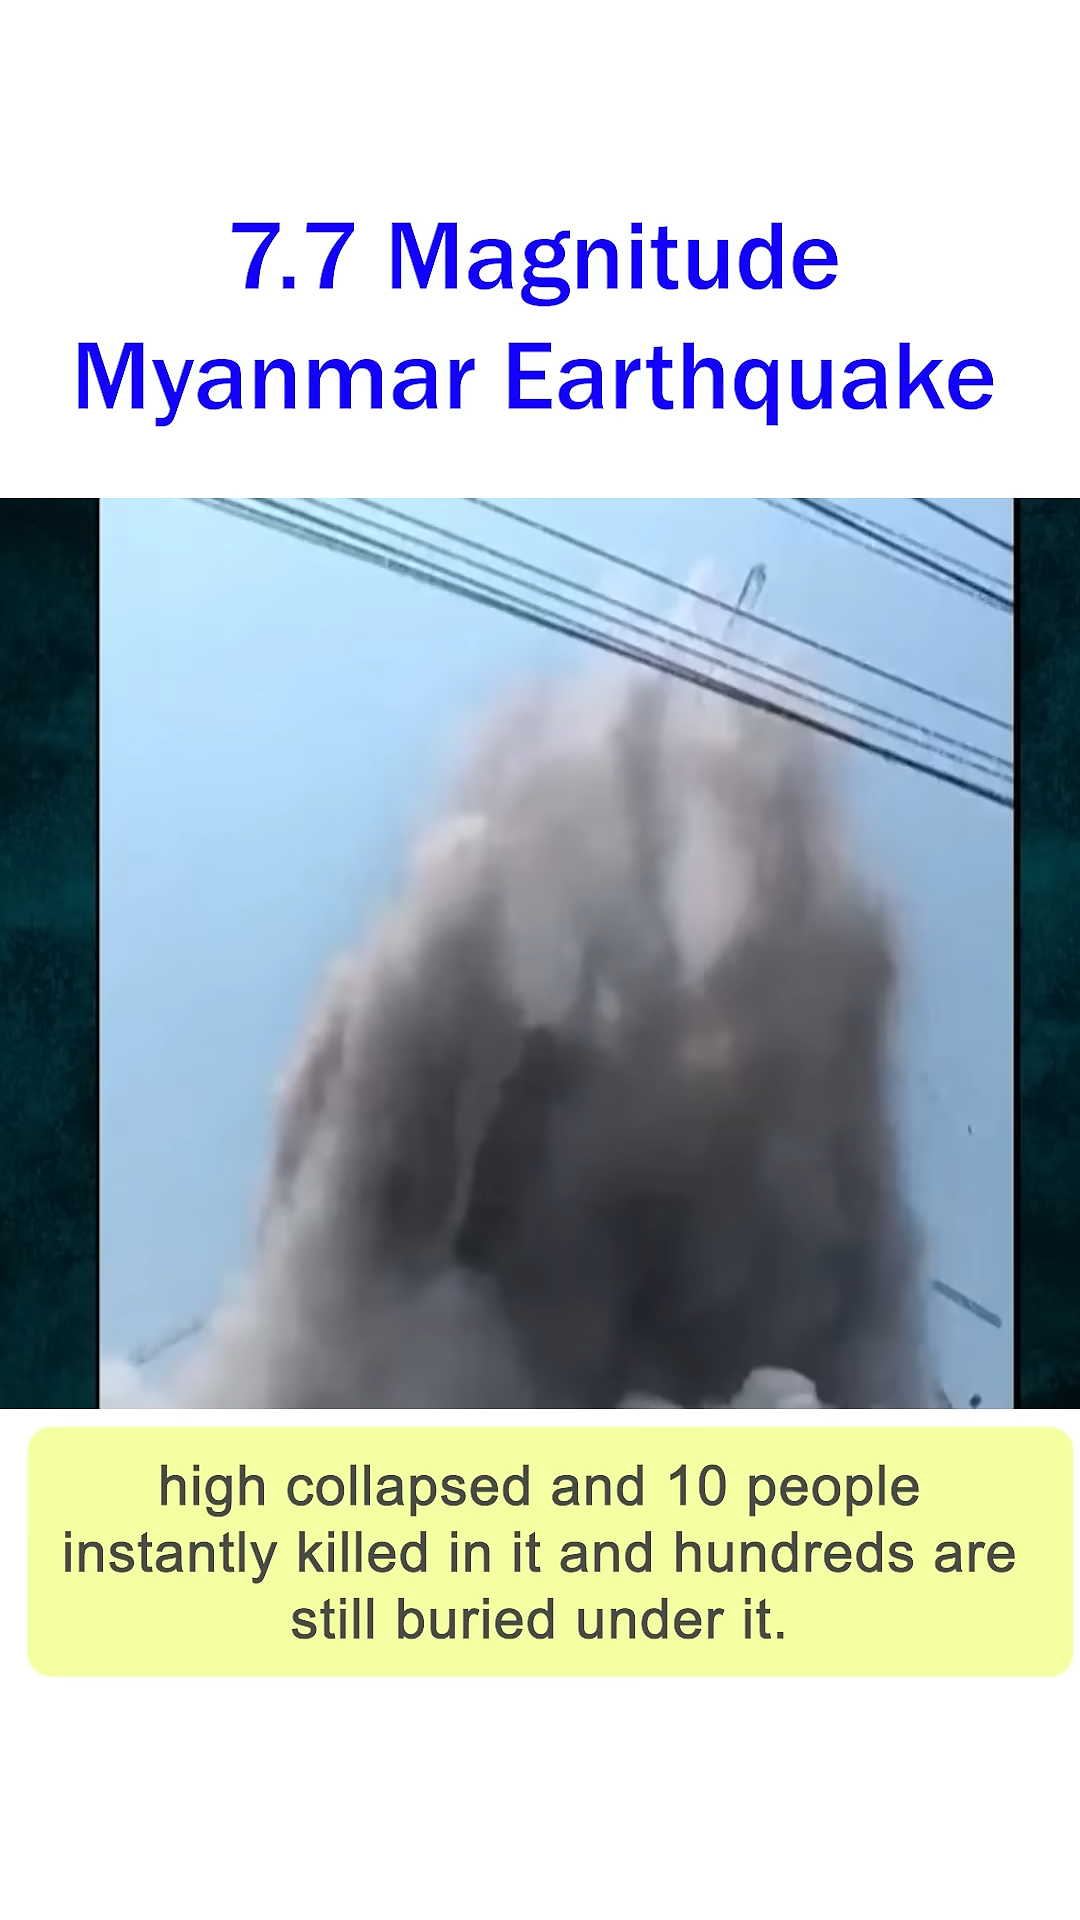 7.7 Magnitude
Myanmar Earthquake
high collapsed and 10 people
instantly killed in it and hundreds are
still buried under it.